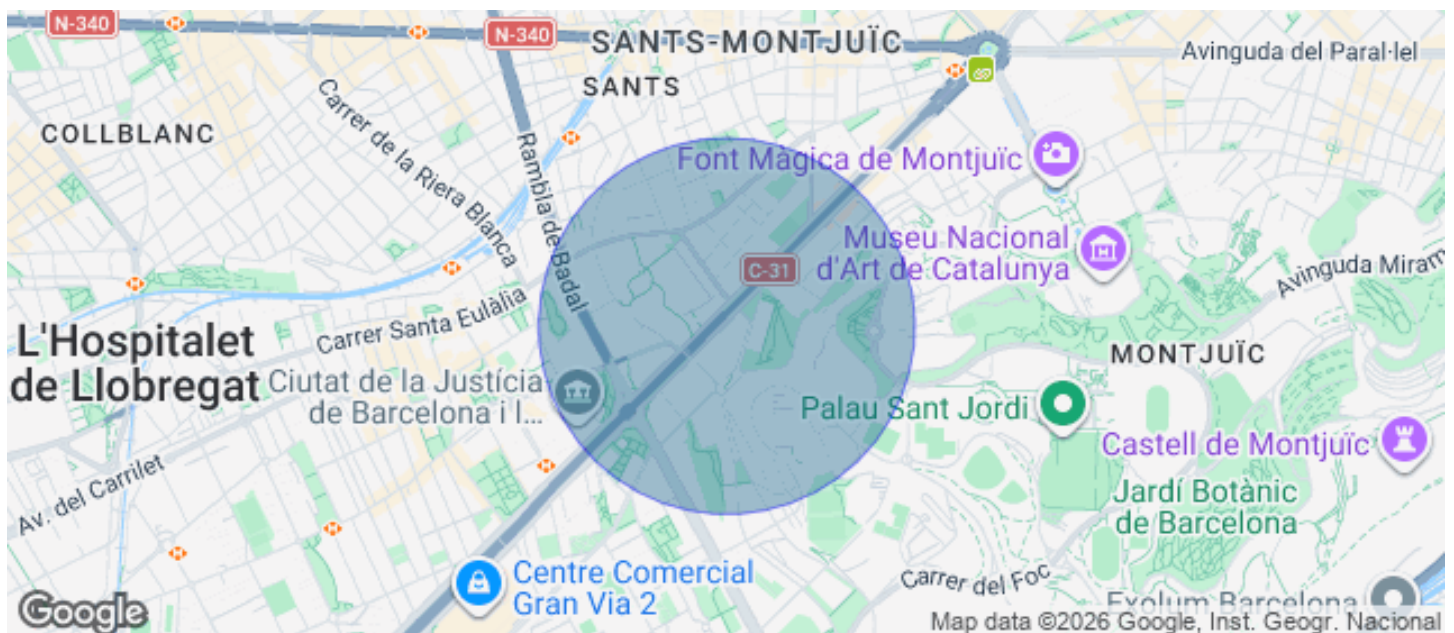 N-340
N-340
SANTS-MONTJUÏC
Avinguda del Paral·lel
SANTS
COLLBLANC
Carrer de la Rieta Blanca
Rambla de Badal
Font Màgica de Montjuïc
Museu Nacional
d'Art de Catalunya
C-31
Avinguda Miram
Carrer Santa Eulàlia
L'Hospitalet
de Llobregat
MONTJUÏC
Ciutat de la Justícia
de Barcelona i l...
Palau Sant Jordi
Castell de Montjuïc
Av. del Carrilet
Jardí Botànic
de Barcelona
Centre Comercial
Gran Via 2
Carrer del Foc
Exolum Barcelona
Google
Map data ©2026 Google, Inst. Geogr. Nacional